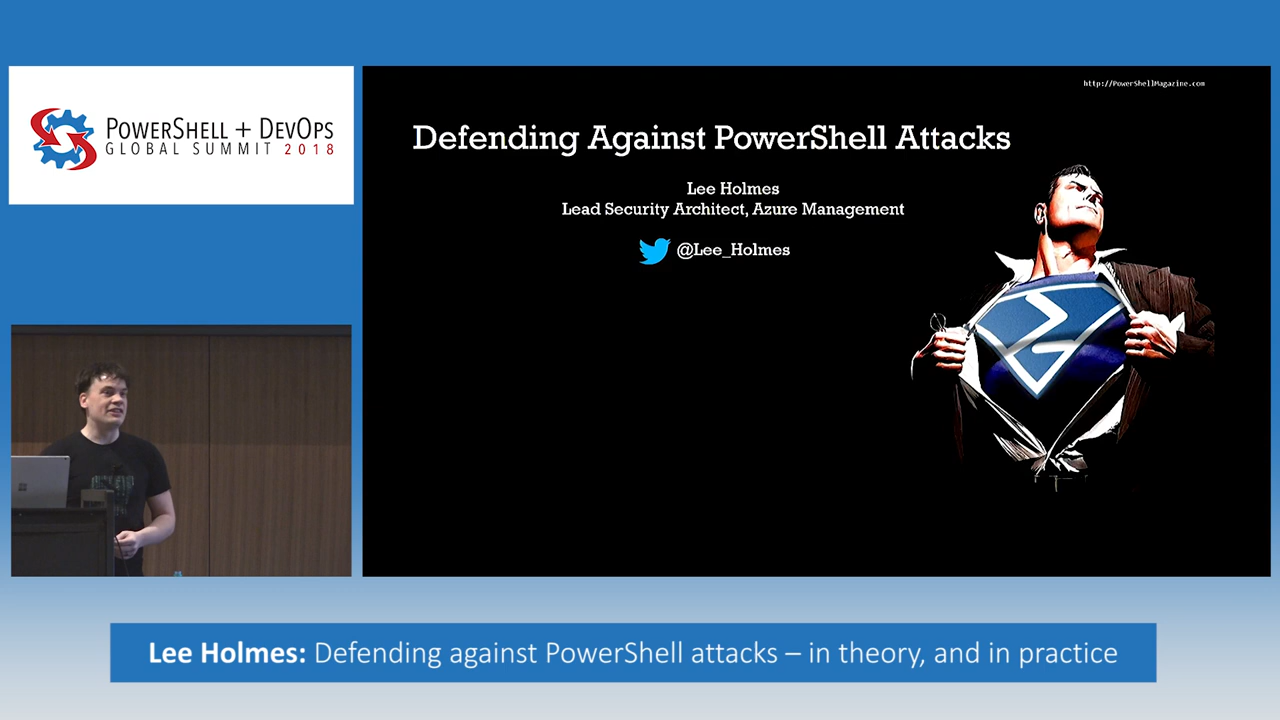 POWERSHELL + DEVOPS
GLOBAL SUMMIT 2018
http://PowerShellMagazine.com
Defending Against PowerShell Attacks
Lee Holmes
Lead Security Architect, Azure Management
@Lee_Holmes
Lee Holmes: Defending against PowerShell attacks – in theory, and in practice